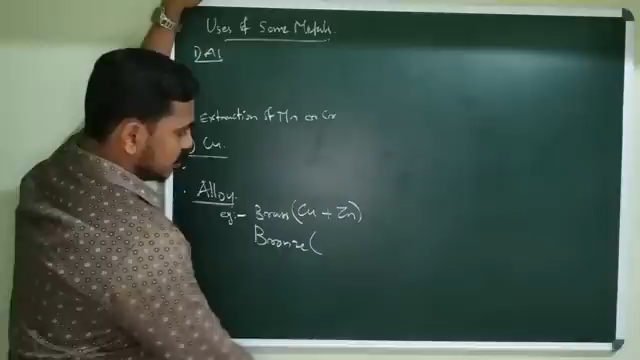 Uses of Some Metals.
1) Al
Extraction of Mn or Cr
) Cu.
• Alloy.
eg:- Brass (Cu + Zn)
Bronze (